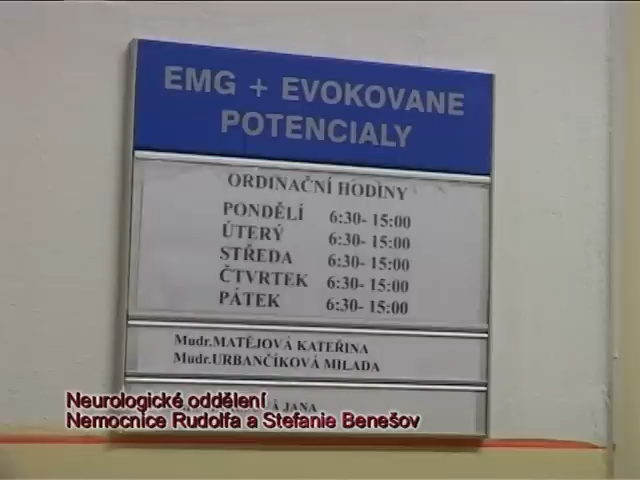 EMG + EVOKOVANE
POTENCIALY
ORDINAČNÍ HODINY
PONDĚLÍ 6:30- 15:00
ÚTERÝ 6:30- 15:00
STŘEDA 6:30- 15:00
ČTVRTEK 6:30- 15:00
PÁTEK 6:30- 15:00
Mudr.MATĚJOVÁ KATEŘINA
Mudr.URBANČÍKOVÁ MILADA
JANA
Neurologické oddělení
Nemocnice Rudolfa a Stefanie Benešov